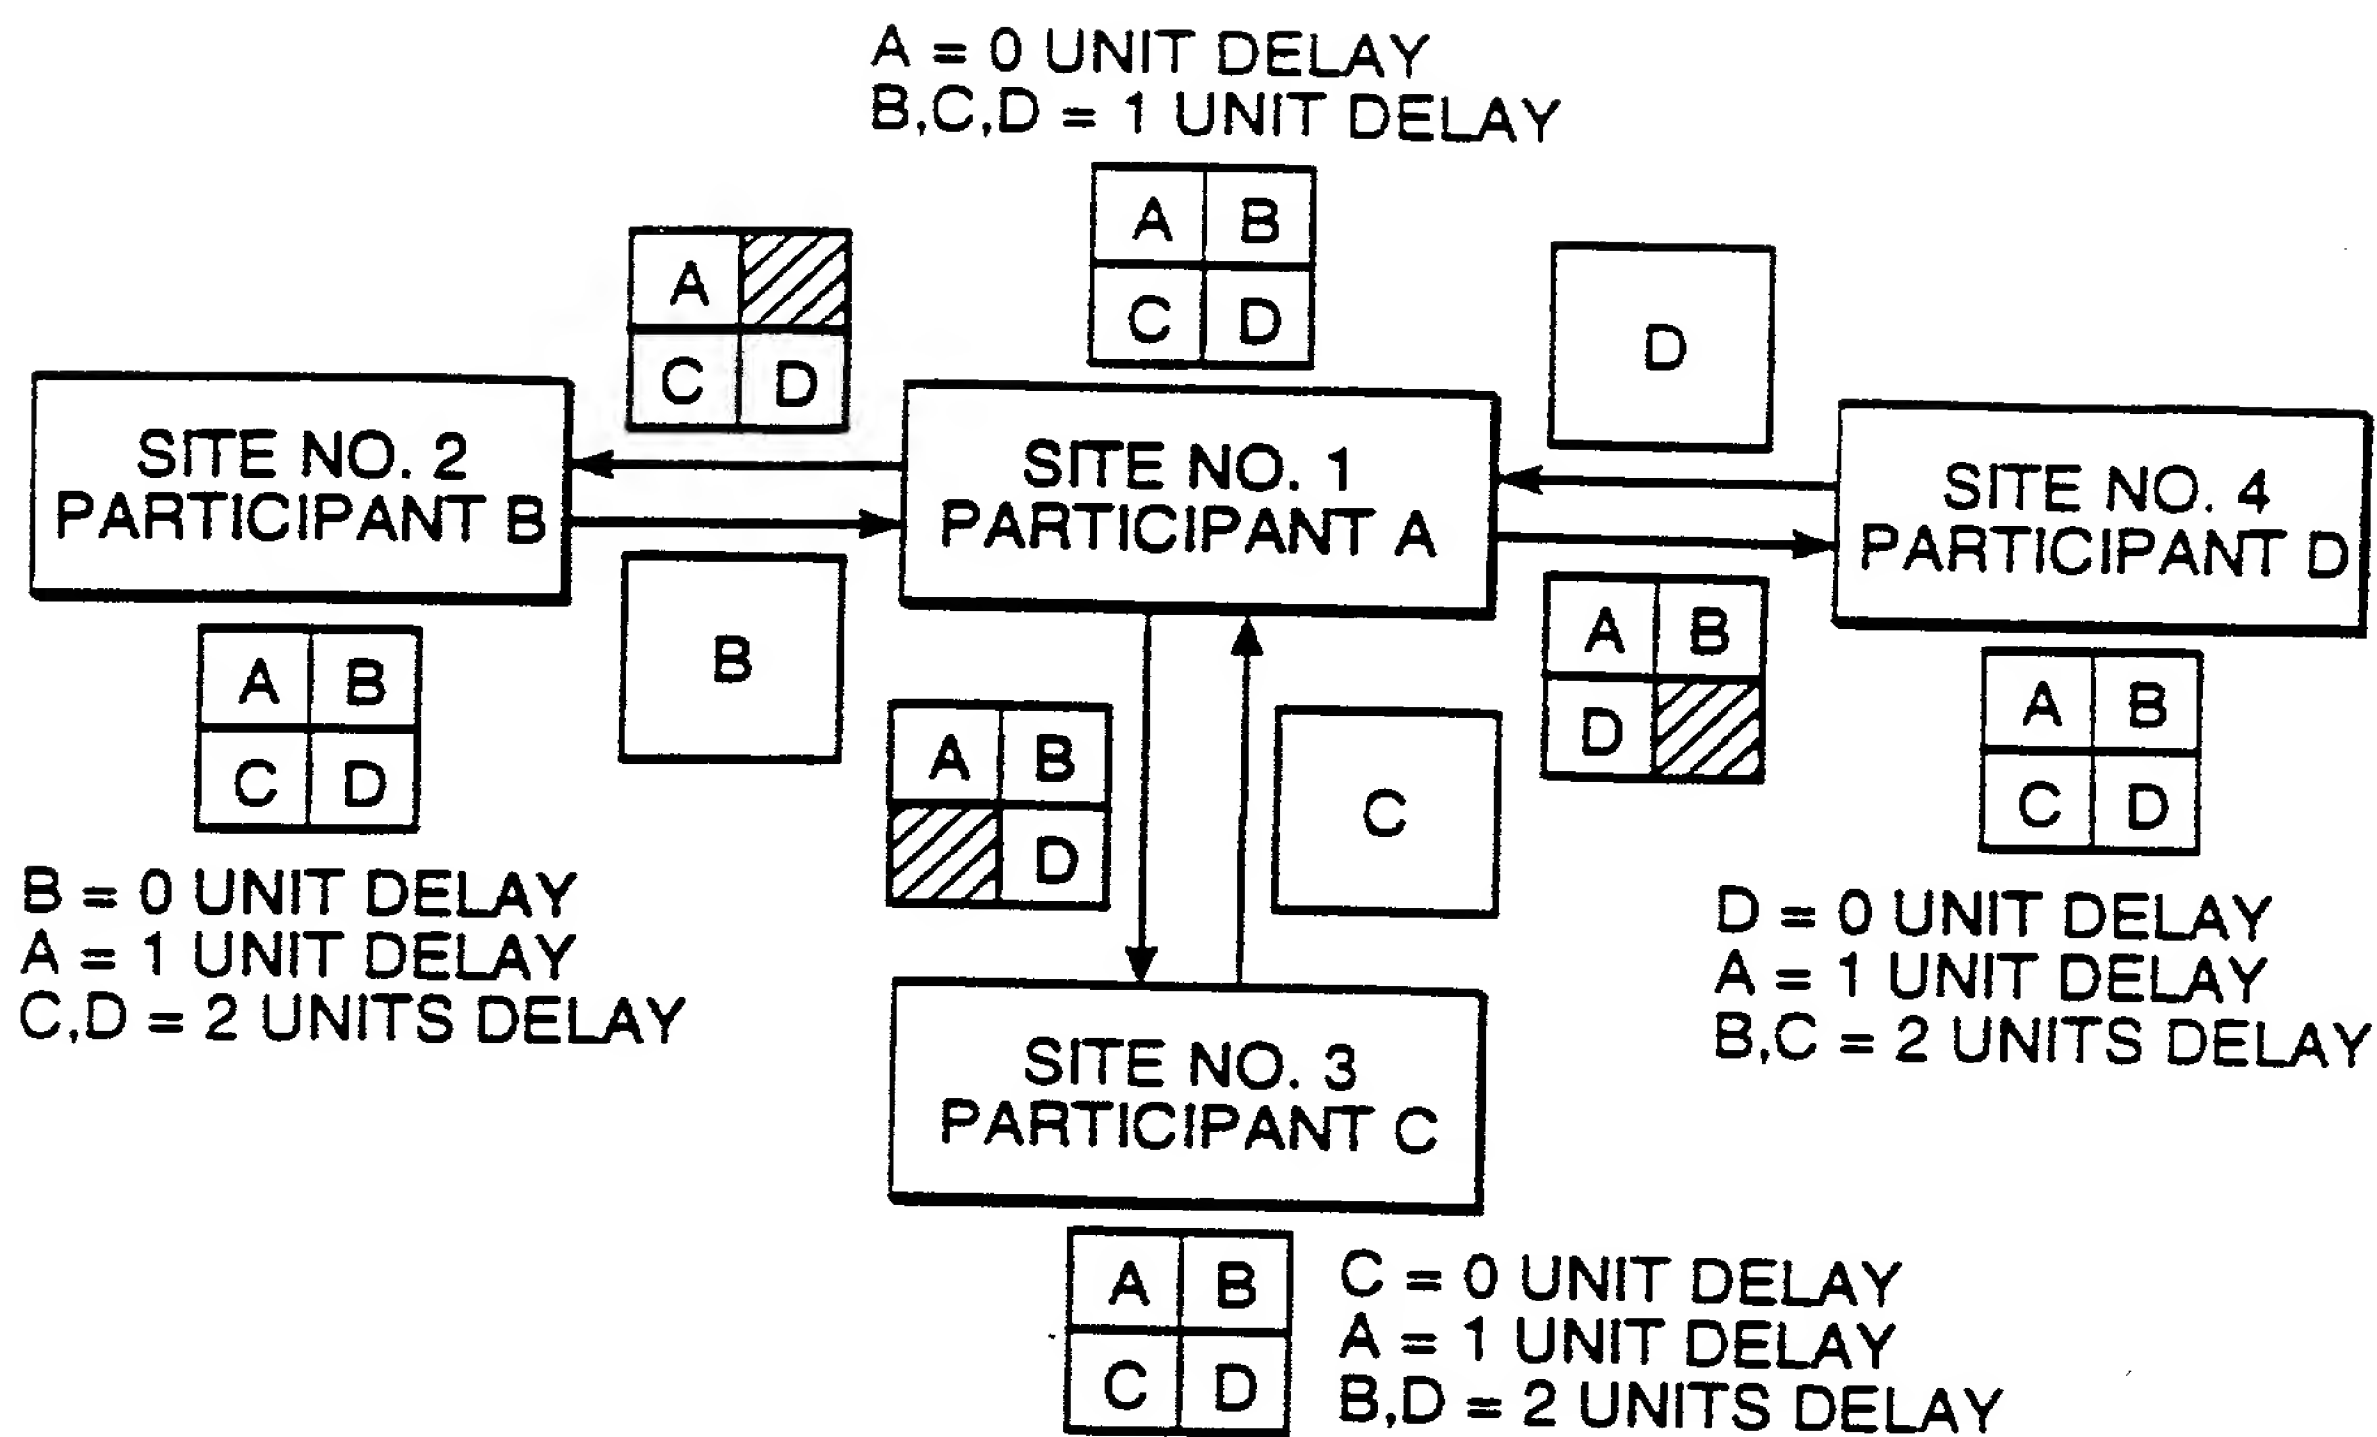 A = 0 UNIT DELAY
B,C,D = 1 UNIT DELAY
A B
C D
A
C D
D
SITE NO. 2
PARTICIPANT B
SITE NO. 1
PARTICIPANT A
SITE NO. 4
PARTICIPANT D
A B
C D
B
A B
D
C
A B
D
A B
C D
B = 0 UNIT DELAY
A = 1 UNIT DELAY
C,D = 2 UNITS DELAY
D = 0 UNIT DELAY
A = 1 UNIT DELAY
B,C = 2 UNITS DELAY
SITE NO. 3
PARTICIPANT C
A B
C D
C = 0 UNIT DELAY
A = 1 UNIT DELAY
B,D = 2 UNITS DELAY